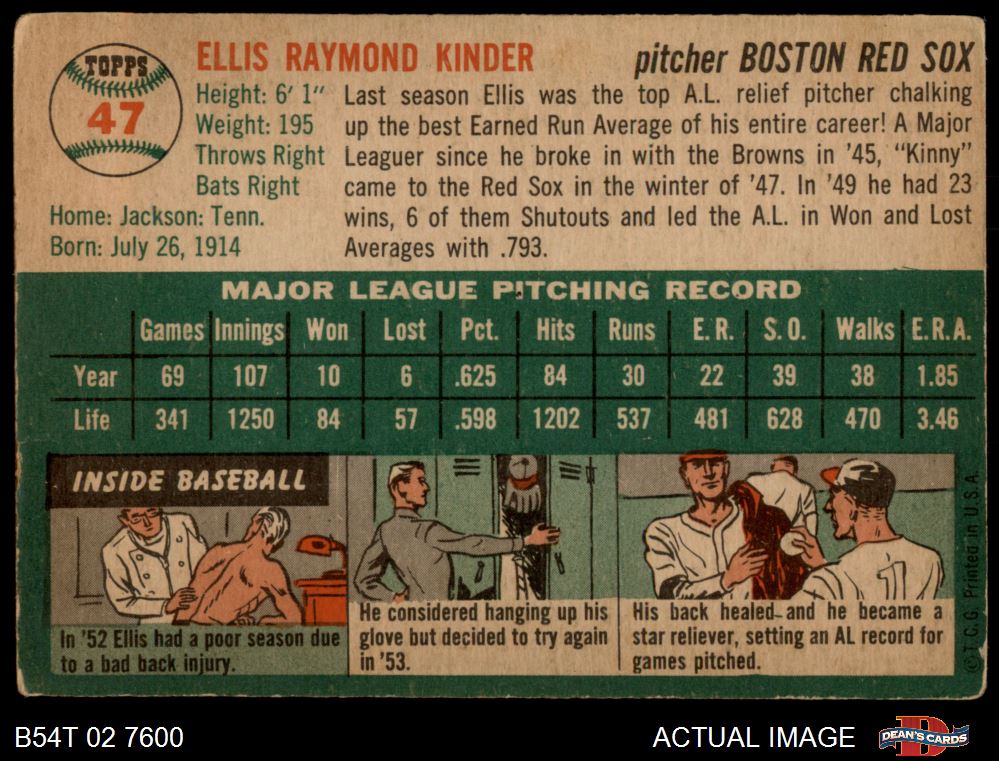 TOPPS
47
ELLIS RAYMOND KINDER
pitcher BOSTON RED SOX
Height: 6' 1"
Weight: 195
Throws Right
Bats Right
Home: Jackson: Tenn.
Born: July 26, 1914
Last season Ellis was the top A.L. relief pitcher chalking
up the best Earned Run Average of his entire career! A Major
Leaguer since he broke in with the Browns in '45, "Kinny"
came to the Red Sox in the winter of '47. In '49 he had 23
wins, 6 of them Shutouts and led the A.L. in Won and Lost
Averages with .793.
MAJOR LEAGUE PITCHING RECORD
Games Innings Won Lost Pct. Hits Runs E.R. S.O. Walks E.R.A.
Year 69 107 10 6 .625 84 30 22 39 38 1.85
Life 341 1250 84 57 .598 1202 537 481 628 470 3.46
INSIDE BASEBALL
In '52 Ellis had a poor season due
to a bad back injury.
He considered hanging up his
glove but decided to try again
in '53.
His back healed-and he became a
star reliever, setting an AL record for
games pitched.
1
© T.C.G. Printed in U.S.A.
B54T 02 7600
ACTUAL IMAGE
D
DEAN'S CARDS